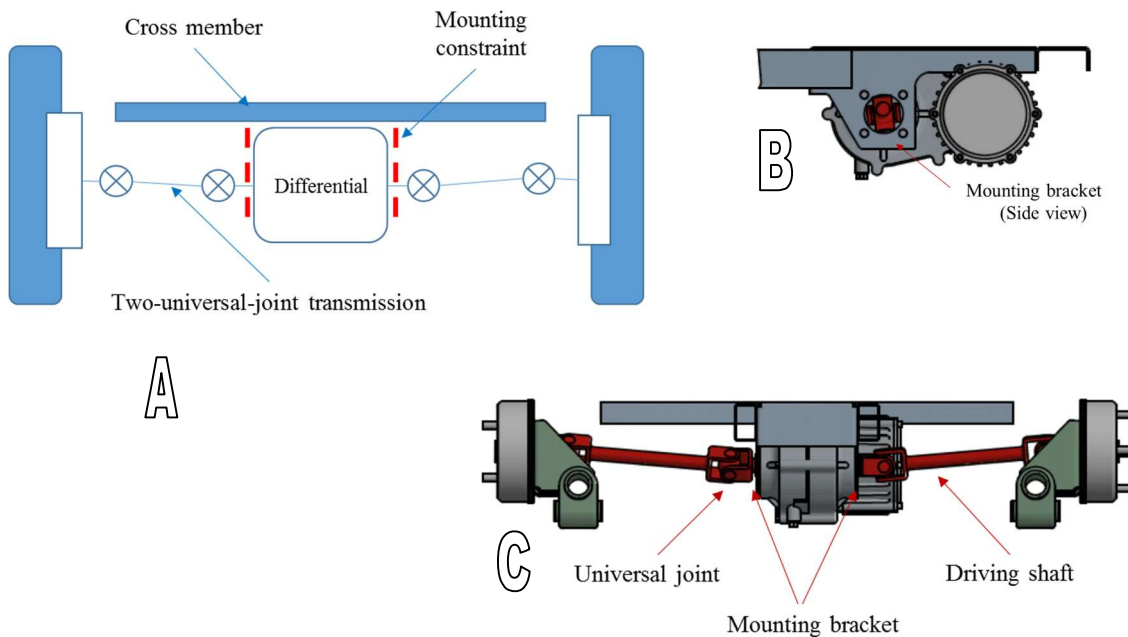 Cross member
Mounting
constraint
Differential
Two-universal-joint transmission
A
B
Mounting bracket
(Side view)
C
Universal joint
Driving shaft
Mounting bracket